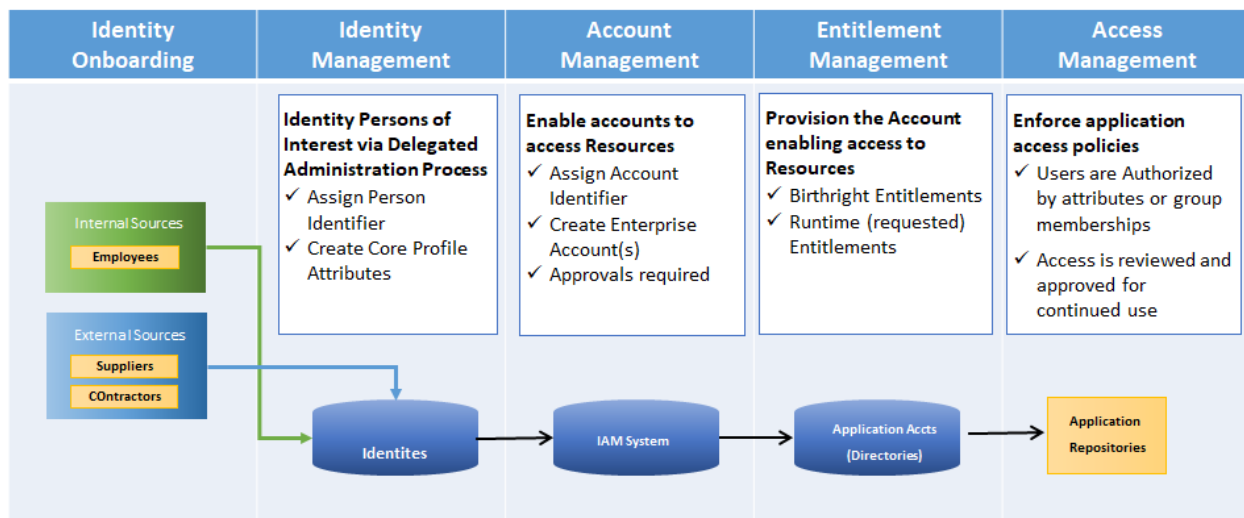 Identity
Onboarding
Identity
Management
Account
Management
Entitlement
Management
Access
Management
Internal Sources
Employees
External Sources
Suppliers
COntractors
Identity Persons of
Interest via Delegated
Administration Process
✓ Assign Person
Identifier
✓ Create Core Profile
Attributes
Enable accounts to
access Resources
✓ Assign Account
Identifier
✓ Create Enterprise
Account(s)
✓ Approvals required
Provision the Account
enabling access to
Resources
✓ Birthright Entitlements
✓ Runtime (requested)
Entitlements
Enforce application
access policies
✓ Users are Authorized
by attributes or group
memberships
✓ Access is reviewed and
approved for
continued use
Identites
IAM System
Application Accts
(Directories)
Application
Repositories